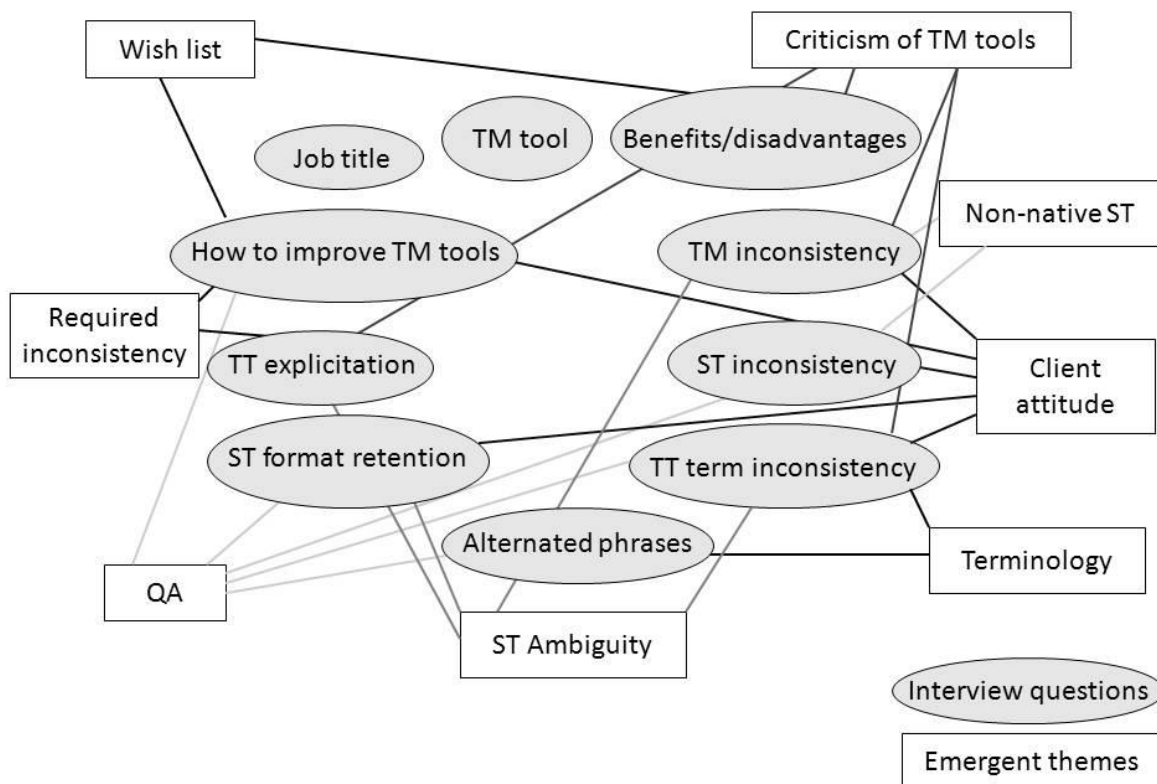 Wish list
Criticism of TM tools
TM tool
Benefits/disadvantages
Job title
Non-native ST
How to improve TM tools
TM inconsistency
Required
inconsistency
TT explicitation
ST inconsistency
Client
attitude
ST format retention
TT term inconsistency
Alternated phrases
Terminology
QA
ST Ambiguity
Interview questions
Emergent themes